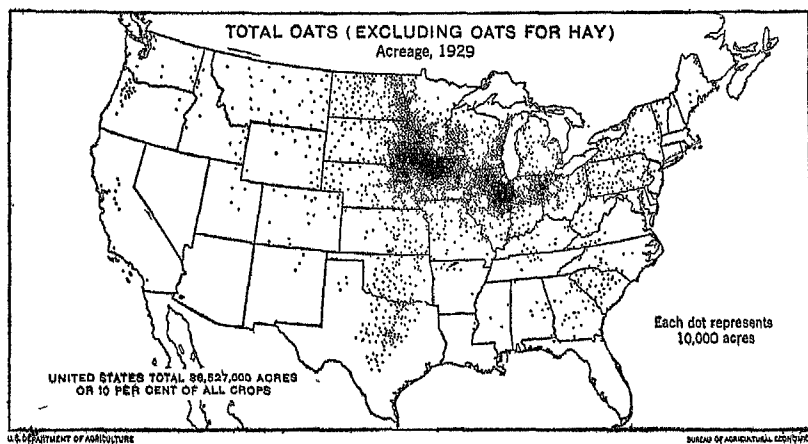 TOTAL OATS (EXCLUDING OATS FOR HAY)
Acreage, 1929
Each dot represents
10,000 acres
UNITED STATES TOTAL ,527,000 ACRES
OR 10 PER CENT OF ALL CROPS
U.S. DEPARTMENT OF AGRICULTURE
BUREAU OF AGRICULTURAL